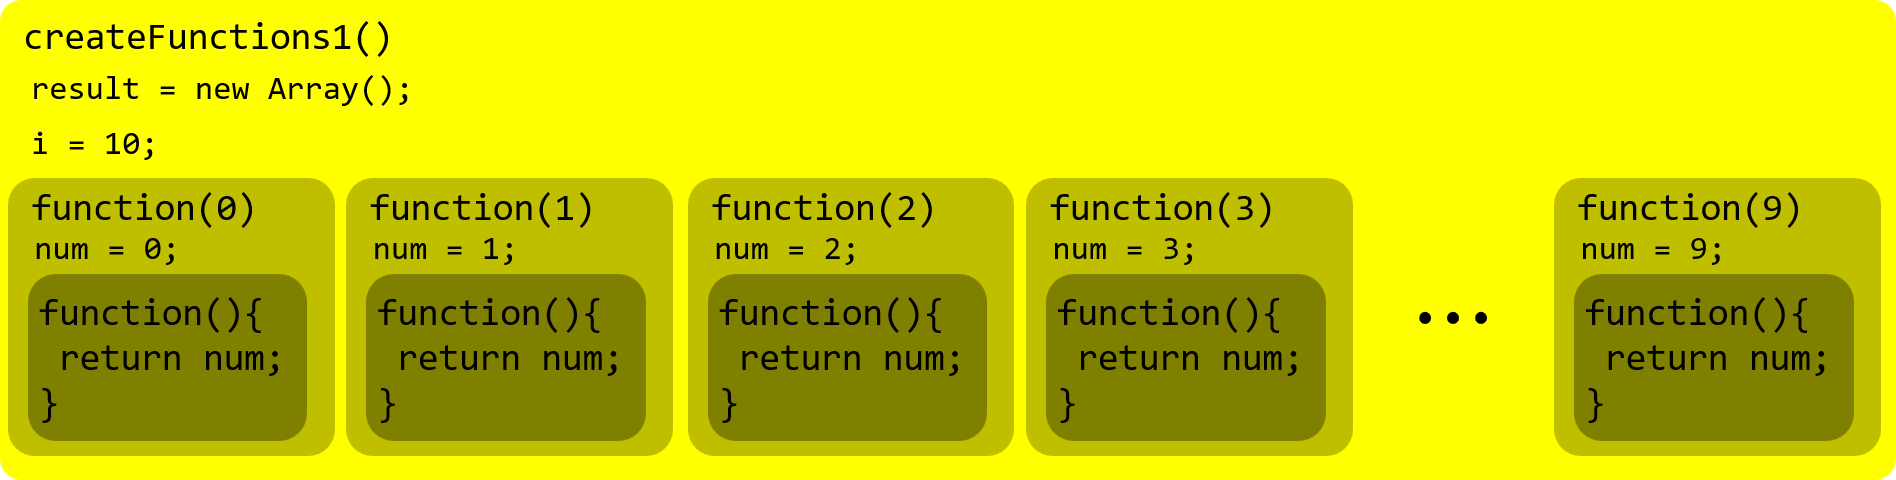 createFunctions1()
result = new Array();
i = 10;
function(0)
num = 0;
function(){
return num;
}
function(1)
num = 1;
function(){
return num;
}
function(2)
num = 2;
function(){
return num;
}
function(3)
num = 3;
function(){
return num;
}
...
function(9)
num = 9;
function(){
return num;
}